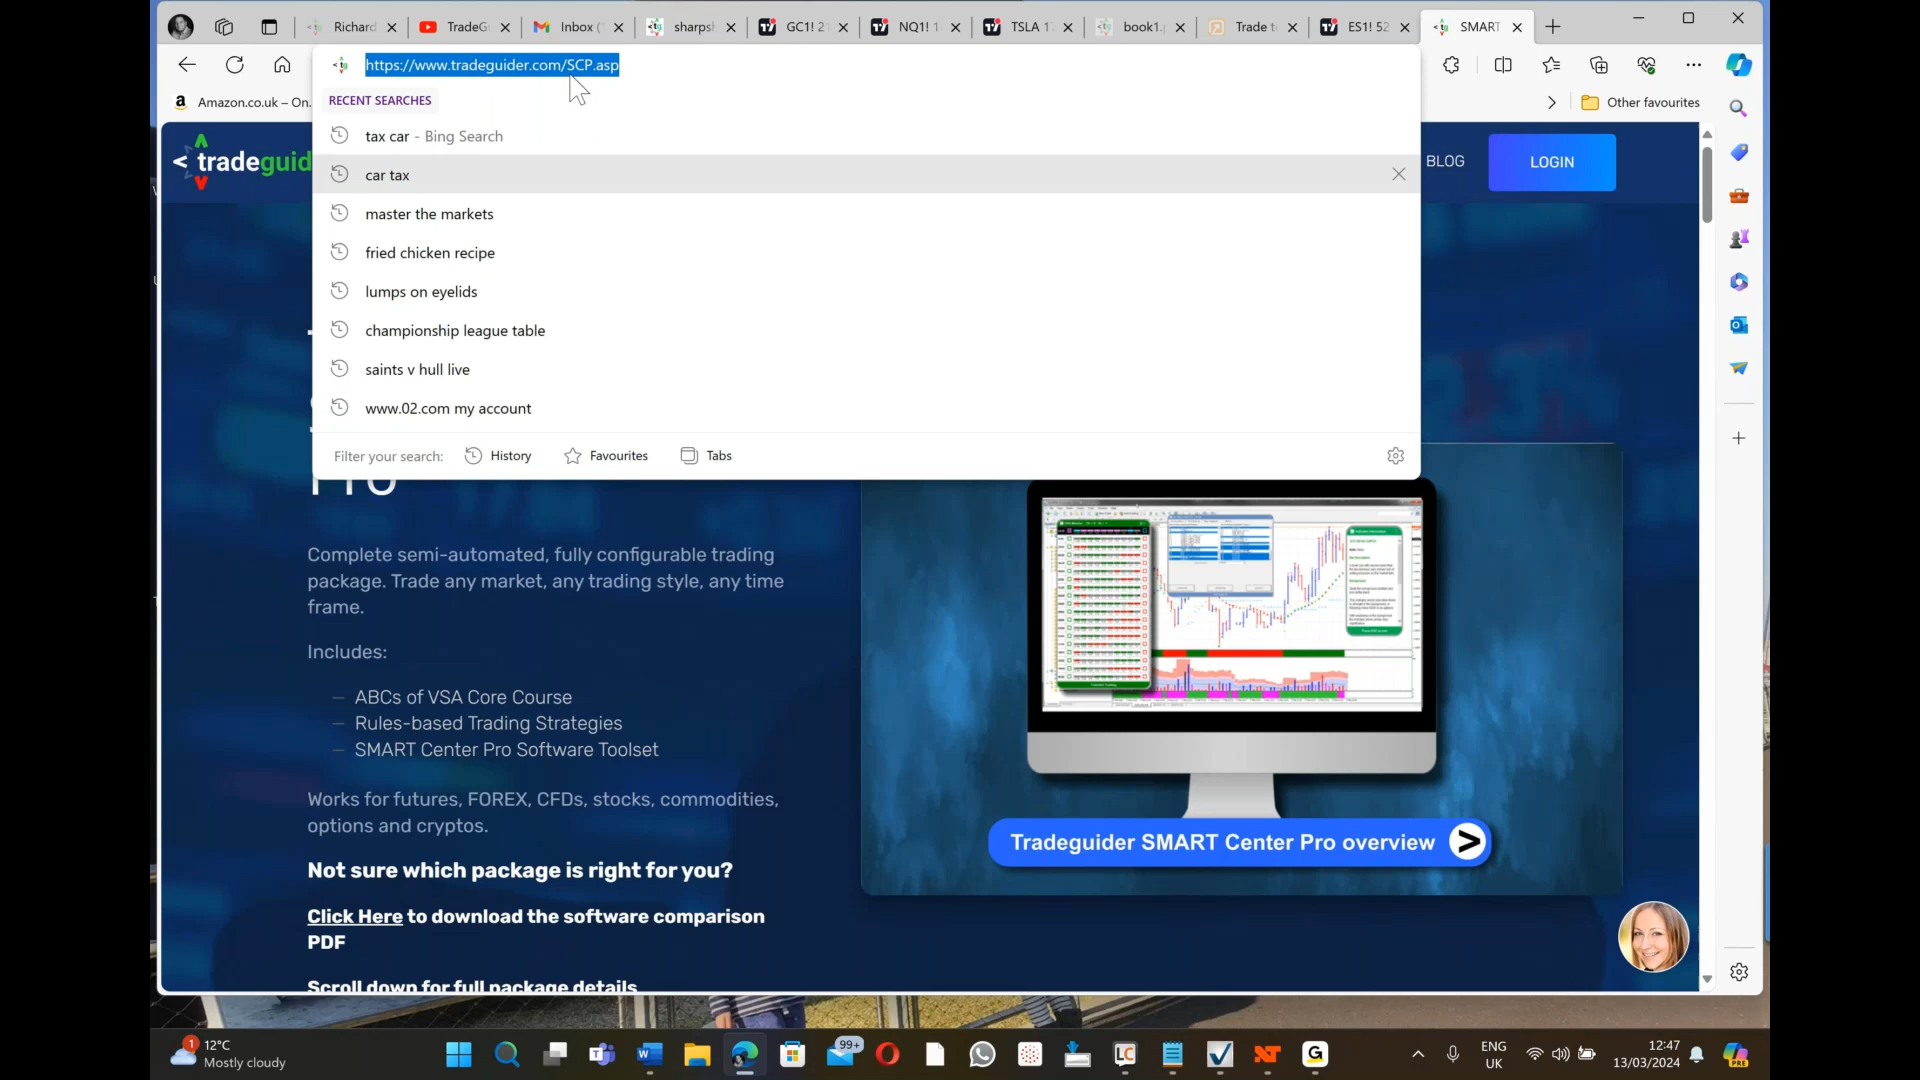 Richard
TradeG
Inbox (
sharps
GC1! 2
NQ1! 1
TSLA 1
book1.
Trade t
ES1! 52
SMART
https://www.tradeguider.com/SCP.asp
RECENT SEARCHES
Amazon.co.uk – On...
Other favourites
tax car - Bing Search
car tax
master the markets
fried chicken recipe
lumps on eyelids
championship league table
saints v hull live
www.02.com my account
Filter your search:
History
Favourites
Tabs
<tradeguid
BLOG
LOGIN
Pro
Complete semi-automated, fully configurable trading
package. Trade any market, any trading style, any time
frame.
Includes:
– ABCs of VSA Core Course
– Rules-based Trading Strategies
– SMART Center Pro Software Toolset
Works for futures, FOREX, CFDs, stocks, commodities,
options and cryptos.
Not sure which package is right for you?
Click Here to download the software comparison
PDF
Scroll down for full package details
Tradeguider SMART Center Pro overview >
1
12°C
Mostly cloudy
99+
LC
NT
G
ENG
UK
12:47
13/03/2024
PRE